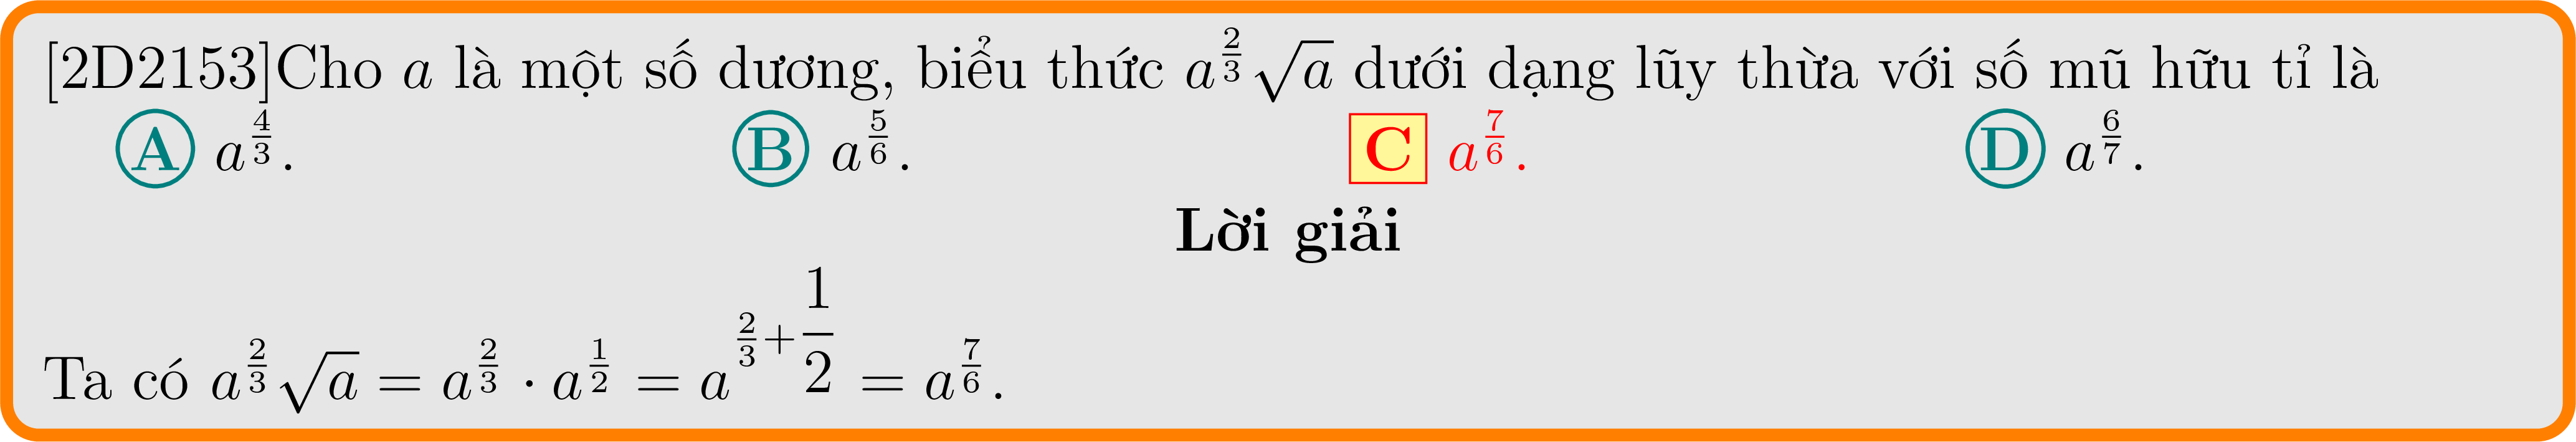 [2D2153]Cho $a$ là một số dương, biểu thức $a^{\frac{2}{3}}\sqrt{a}$ dưới dạng lũy thừa với số mũ hữu tỉ là
A $a^{\frac{4}{3}}$. B $a^{\frac{5}{6}}$. C $a^{\frac{7}{6}}$. D $a^{\frac{6}{7}}$.
Lời giải
Ta có $a^{\frac{2}{3}}\sqrt{a} = a^{\frac{2}{3}} \cdot a^{\frac{1}{2}} = a^{\frac{2}{3}+\dfrac{1}{2}} = a^{\frac{7}{6}}$.